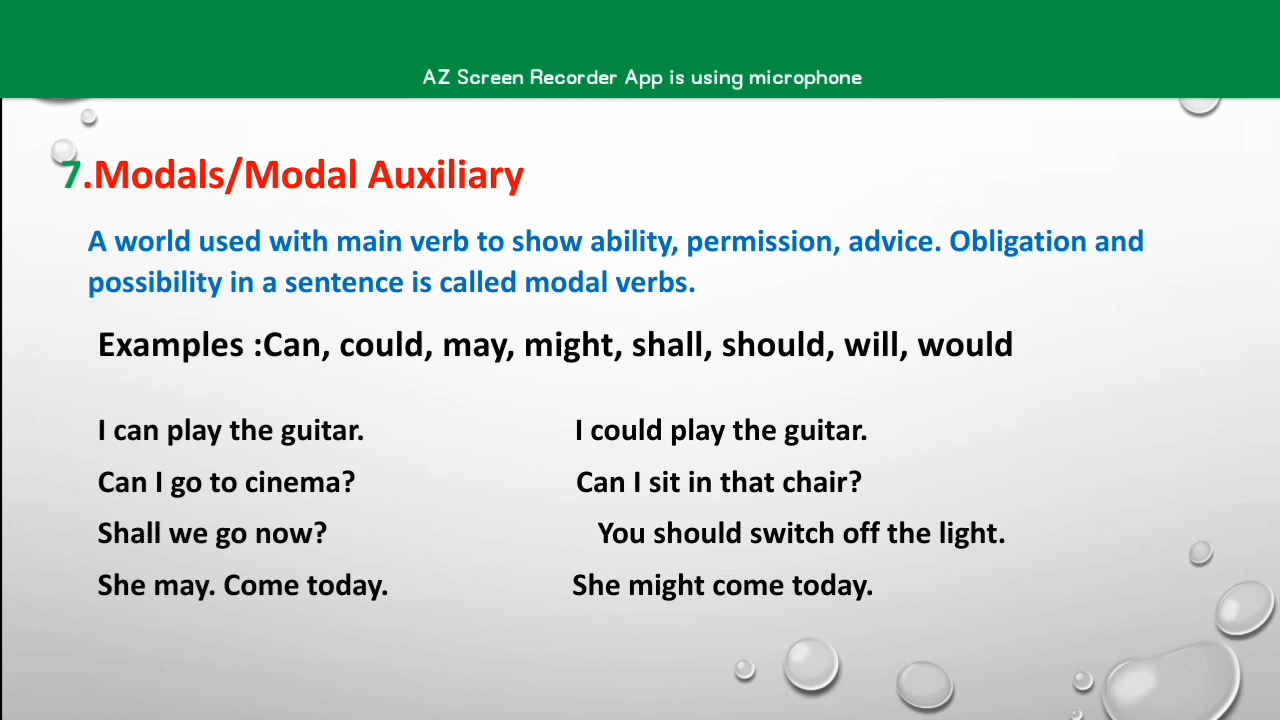 AZ Screen Recorder App is using microphone
7.Modals/Modal Auxiliary
A world used with main verb to show ability, permission, advice. Obligation and
possibility in a sentence is called modal verbs.
Examples :Can, could, may, might, shall, should, will, would
I can play the guitar. I could play the guitar.
Can I go to cinema? Can I sit in that chair?
Shall we go now? You should switch off the light.
She may. Come today. She might come today.